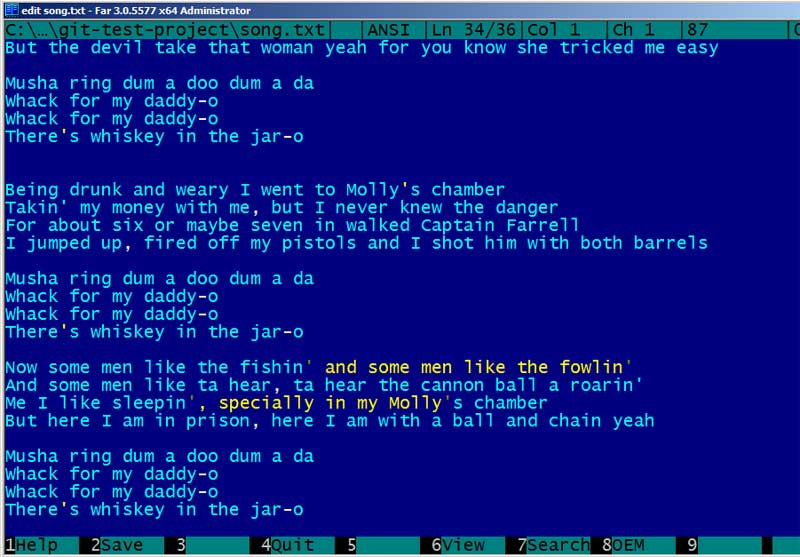 edit song.txt - Far 3.0.5577 x64 Administrator
C:\…\git-test-project\song.txt ANSI Ln 34/36 Col 1 Ch 1 87
But the devil take that woman yeah for you know she tricked me easy
Musha ring dum a doo dum a da
Whack for my daddy-o
Whack for my daddy-o
There's whiskey in the jar-o
Being drunk and weary I went to Molly's chamber
Takin' my money with me, but I never knew the danger
For about six or maybe seven in walked Captain Farrell
I jumped up, fired off my pistols and I shot him with both barrels
Musha ring dum a doo dum a da
Whack for my daddy-o
Whack for my daddy-o
There's whiskey in the jar-o
Now some men like the fishin' and some men like the fowlin'
And some men like ta hear, ta hear the cannon ball a roarin'
Me I like sleepin', specially in my Molly's chamber
But here I am in prison, here I am with a ball and chain yeah
Musha ring dum a doo dum a da
Whack for my daddy-o
Whack for my daddy-o
There's whiskey in the jar-o
1Help 2Save 3 4Quit 5 6View 7Search 8OEM 9